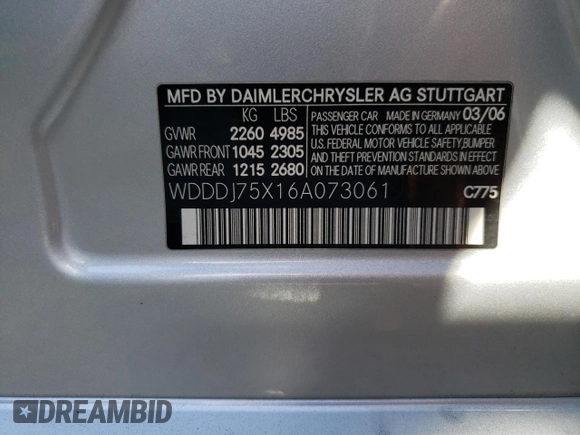 MFD BY DAIMLERCHRYSLER AG STUTTGART
KG LBS PASSENGER CAR MADE IN GERMANY 03/06
GVWR 2260 4985 THIS VEHICLE CONFORMS TO ALL APPLICABLE
GAWR FRONT 1045 2305 U.S. FEDERAL MOTOR VEHICLE SAFETY, BUMPER,
GAWR REAR 1215 2680 AND THEFT PREVENTION STANDARDS IN EFFECT
ON THE DATE OF MANUFACTURE SHOWN ABOVE.
WDDDJ75X16A073061 C775
DREAMBID